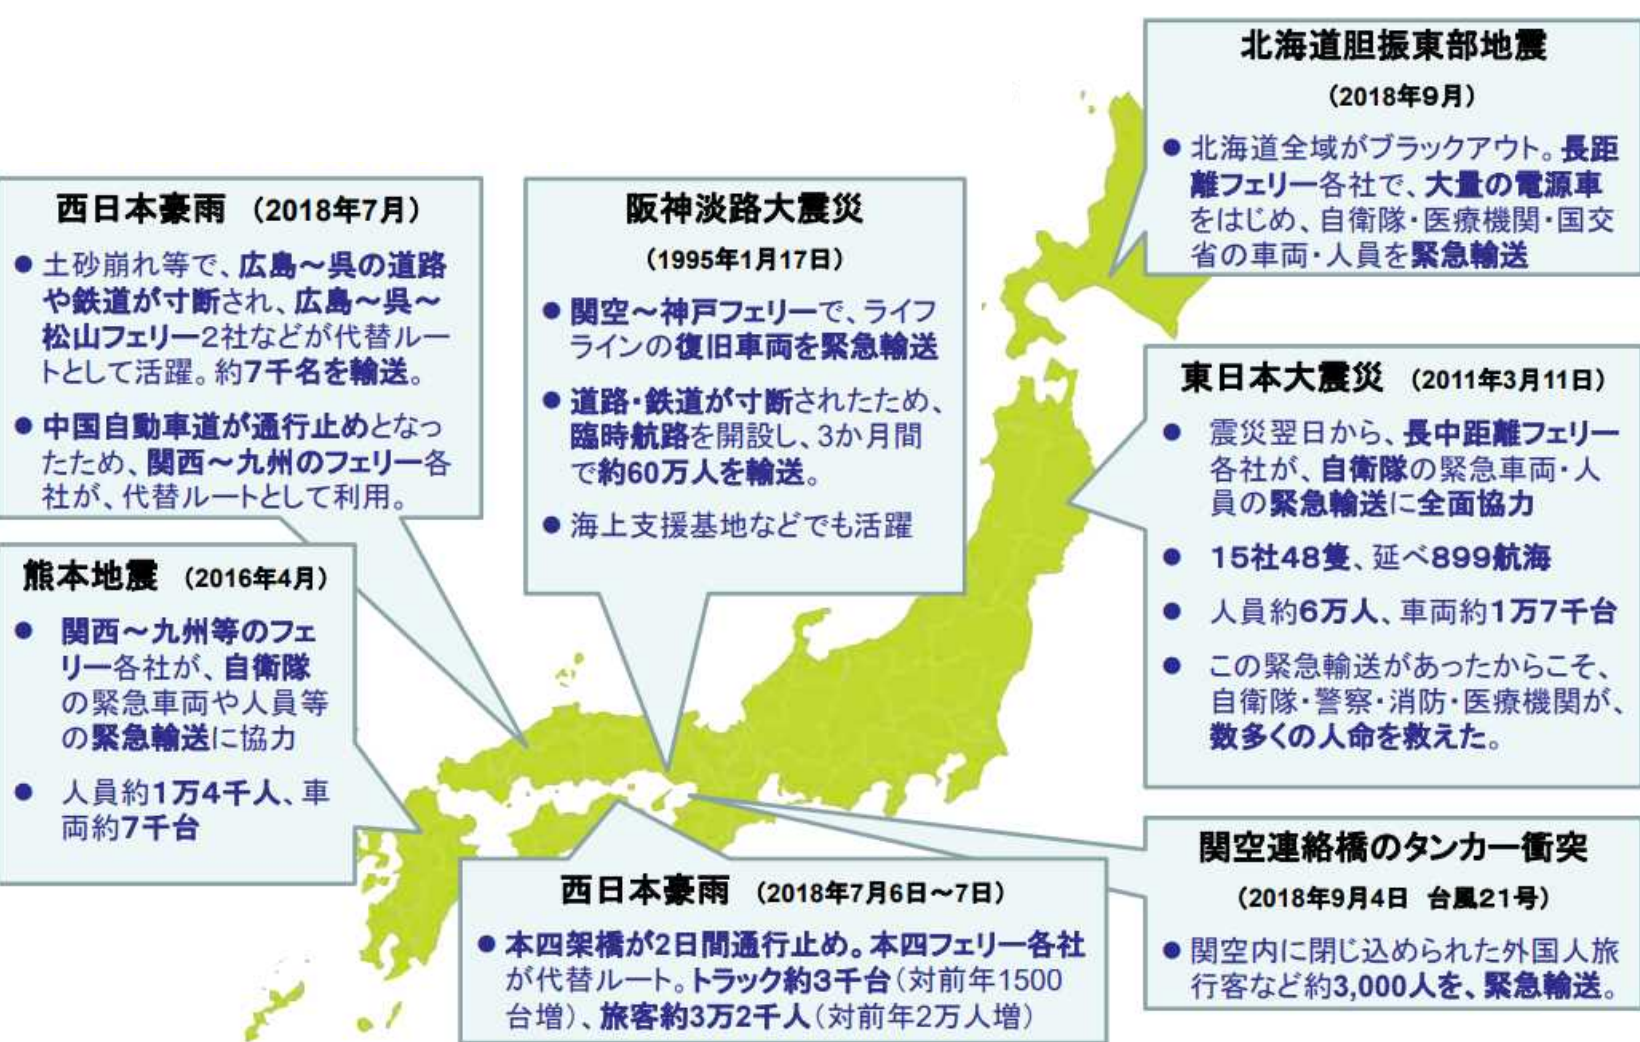 北海道胆振東部地震
（2018年9月）
● 北海道全域がブラックアウト。長距
離フェリー各社で、大量の電源車
をはじめ、自衛隊・医療機関・国交
省の車両・人員を緊急輸送
西日本豪雨 （2018年7月）
● 土砂崩れ等で、広島～呉の道路
や鉄道が寸断され、広島～呉～
松山フェリー2社などが代替ルー
トとして活躍。約7千名を輸送。
● 中国自動車道が通行止めとなっ
たため、関西～九州のフェリー各
社が、代替ルートとして利用。
阪神淡路大震災
（1995年1月17日）
● 関空～神戸フェリーで、ライフ
ラインの復旧車両を緊急輸送
● 道路・鉄道が寸断されたため、
臨時航路を開設し、3か月間
で約60万人を輸送。
● 海上支援基地などでも活躍
東日本大震災 （2011年3月11日）
● 震災翌日から、長中距離フェリー
各社が、自衛隊の緊急車両・人
員の緊急輸送に全面協力
● 15社48隻、延べ899航海
● 人員約6万人、車両約1万7千台
● この緊急輸送があったからこそ、
自衛隊・警察・消防・医療機関が、
数多くの人命を救えた。
熊本地震 （2016年4月）
● 関西～九州等のフェ
リー各社が、自衛隊
の緊急車両や人員等
の緊急輸送に協力
● 人員約1万4千人、車
両約7千台
西日本豪雨 （2018年7月6日～7日）
● 本四架橋が2日間通行止め。本四フェリー各社
が代替ルート。トラック約3千台（対前年1500
台増）、旅客約3万2千人（対前年2万人増）
関空連絡橋のタンカー衝突
（2018年9月4日 台風21号）
● 関空内に閉じ込められた外国人旅
行客など約3,000人を、緊急輸送。